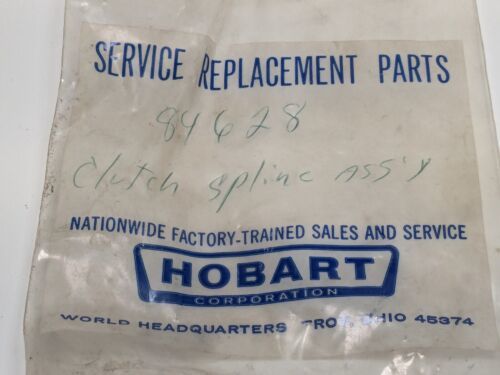 SERVICE REPLACEMENT PARTS
84628
Clutch spline Ass'y
NATIONWIDE FACTORY-TRAINED SALES AND SERVICE
HOBART
CORPORATION
WORLD HEADQUARTERS TROY, OHIO 45374